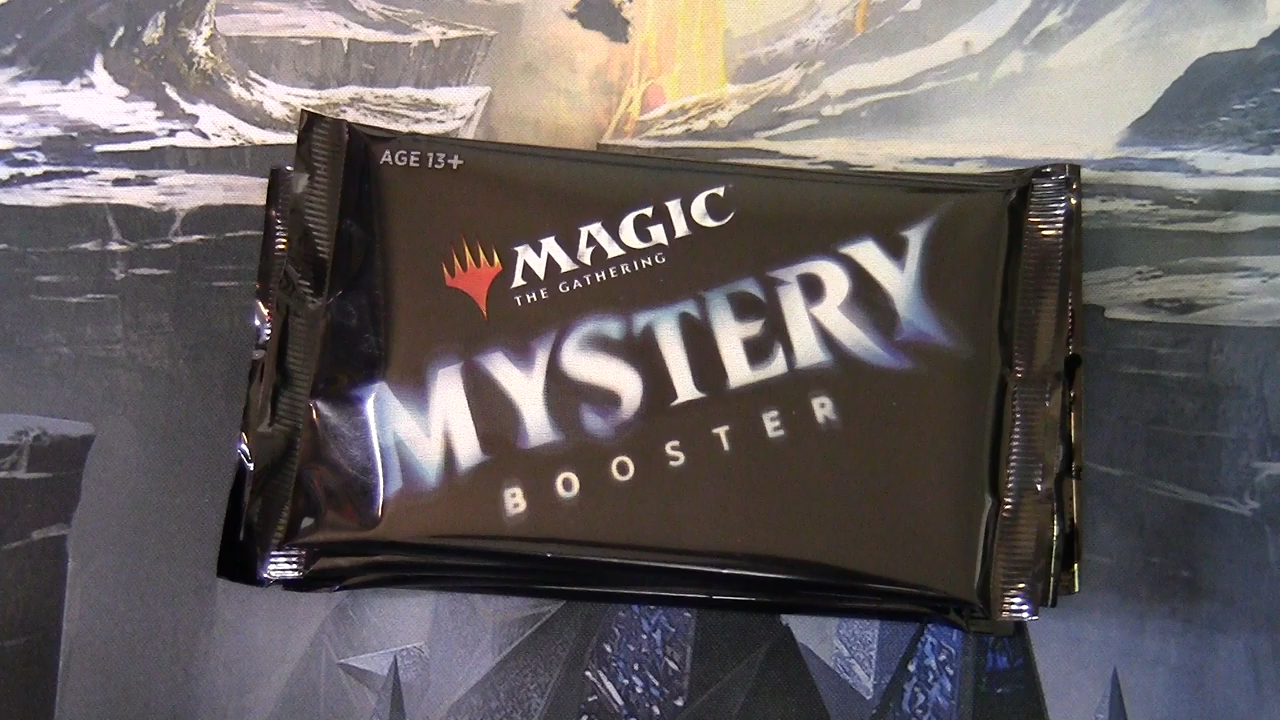 AGE 13+
MAGIC
THE GATHERING
MYSTERY
BOOSTER